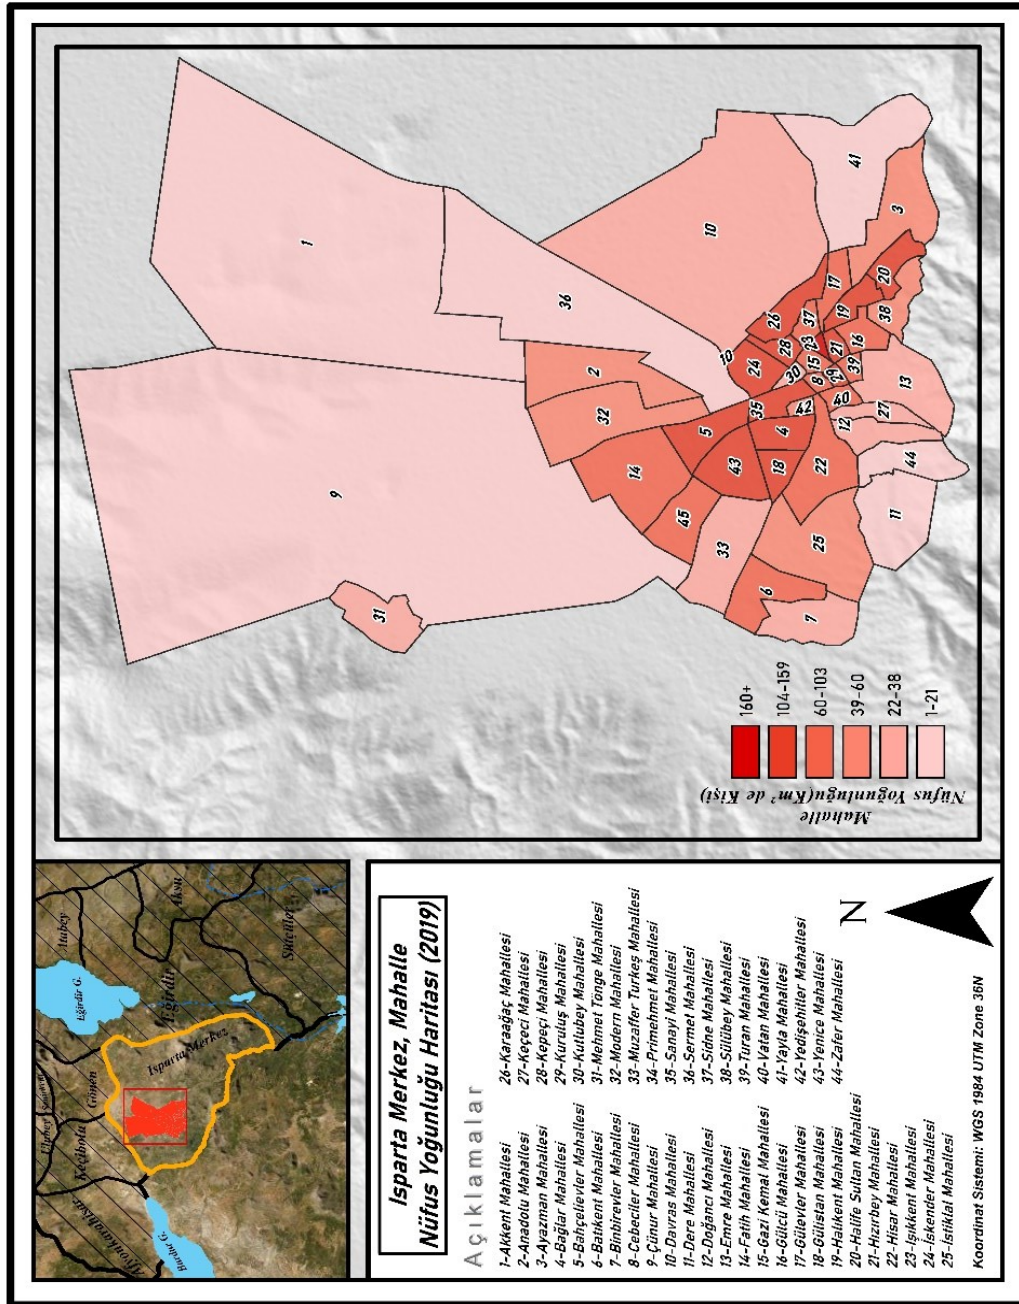 Isparta Merkez, Mahalle
Nüfus Yoğunluğu Haritası (2019)
Açıklamalar
1-Akkent Mahallesi
2-Anadolu Mahallesi
3-Ayazman Mahallesi
4-Bağlar Mahallesi
5-Bahçelievler Mahallesi
6-Batıkent Mahallesi
7-Binbirevler Mahallesi
8-Cebeciler Mahallesi
9-Çünur Mahallesi
10-Davras Mahallesi
11-Dere Mahallesi
12-Doğancı Mahallesi
13-Emre Mahallesi
14-Fatih Mahallesi
15-Gazi Kemal Mahallesi
16-Gülcü Mahallesi
17-Gülevler Mahallesi
18-Gülistan Mahallesi
19-Halıkent Mahallesi
20-Halife Sultan Mahallesi
21-Hızırbey Mahallesi
22-Hisar Mahallesi
23-Işıkkent Mahallesi
24-İskender Mahallesi
25-İstiklal Mahallesi
26-Karaağaç Mahallesi
27-Keçeci Mahallesi
28-Kepeçi Mahallesi
29-Kuruluş Mahallesi
30-Kutlubey Mahallesi
31-Mehmet Tönge Mahallesi
32-Modern Mahallesi
33-Muzaffer Turkeş Mahallesi
34-Pirimehmet Mahallesi
35-Sanayi Mahallesi
36-Sermet Mahallesi
37-Sidre Mahallesi
38-Sülübey Mahallesi
39-Turan Mahallesi
40-Vatan Mahallesi
41-Yayla Mahallesi
42-Yedişehitler Mahallesi
43-Yenice Mahallesi
44-Zafer Mahallesi
Koordinat Sistemi: WGS 1984 UTM Zone 36N
N
Uluborlu
Atabey
Gönen
Keçiborlu
Eğirdir G.
Aksu
Eğirdir
Afyonkarahisar
Isparta Merkez
Sütçüler
Burdur G.
Mahalle
Nüfus Yoğunluğu(Km² de Kişi)
160+
104-159
60-103
39-60
22-38
1-21
1
9
36
2
32
31
10
41
14
5
10
26
3
45
43
35
24
28
37
17
20
33
4
42
30
15
23
19
38
18
8
21
16
6
22
40
39
25
12
27
13
7
44
11